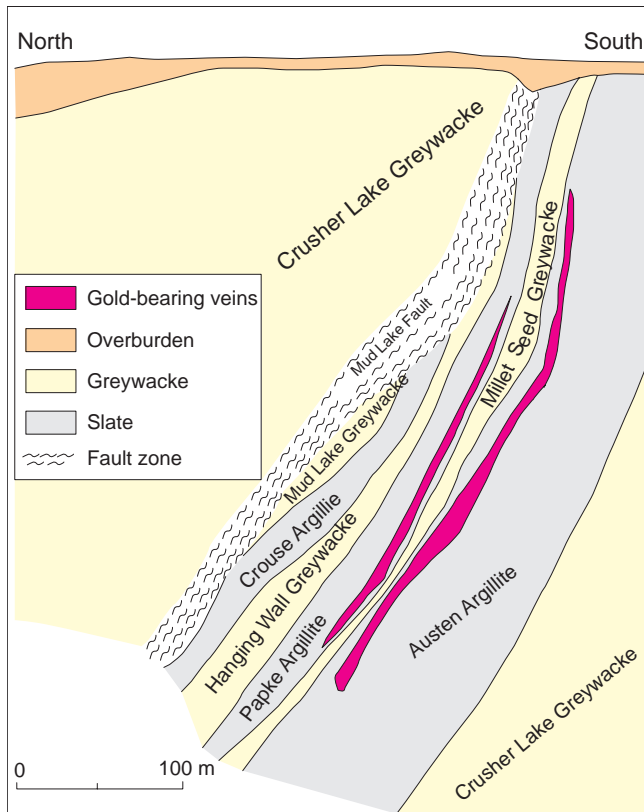 North
South
Crusher Lake Greywacke
Gold-bearing veins
Overburden
Greywacke
Slate
Fault zone
Mud Lake Fault
Millet Seed Greywacke
Mud Lake Greywacke
Crouse Argillie
Hanging Wall Greywacke
Papke Argillite
Austen Argillite
Crusher Lake Greywacke
0
100 m